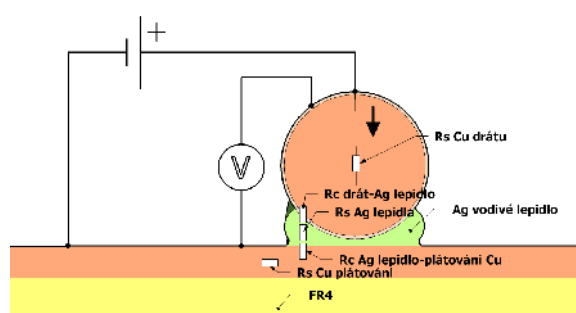 +
Rs Cu drátu
V
Rc drát-Ag lepidlo
Rs Ag lepidla
Ag vodivé lepidlo
Rc Ag lepidlo-plátování Cu
Rs Cu plátování
FR4